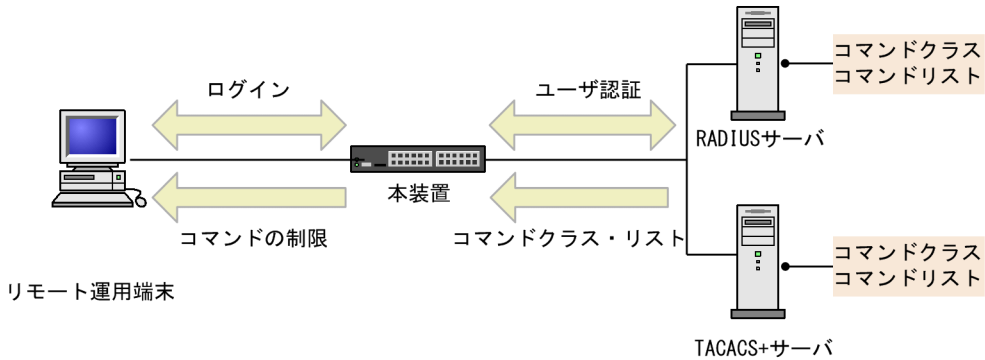 ログイン
ユーザ認証
コマンドクラス
コマンドリスト
RADIUSサーバ
本装置
コマンドの制限
コマンドクラス・リスト
コマンドクラス
コマンドリスト
リモート運用端末
TACACS+サーバ